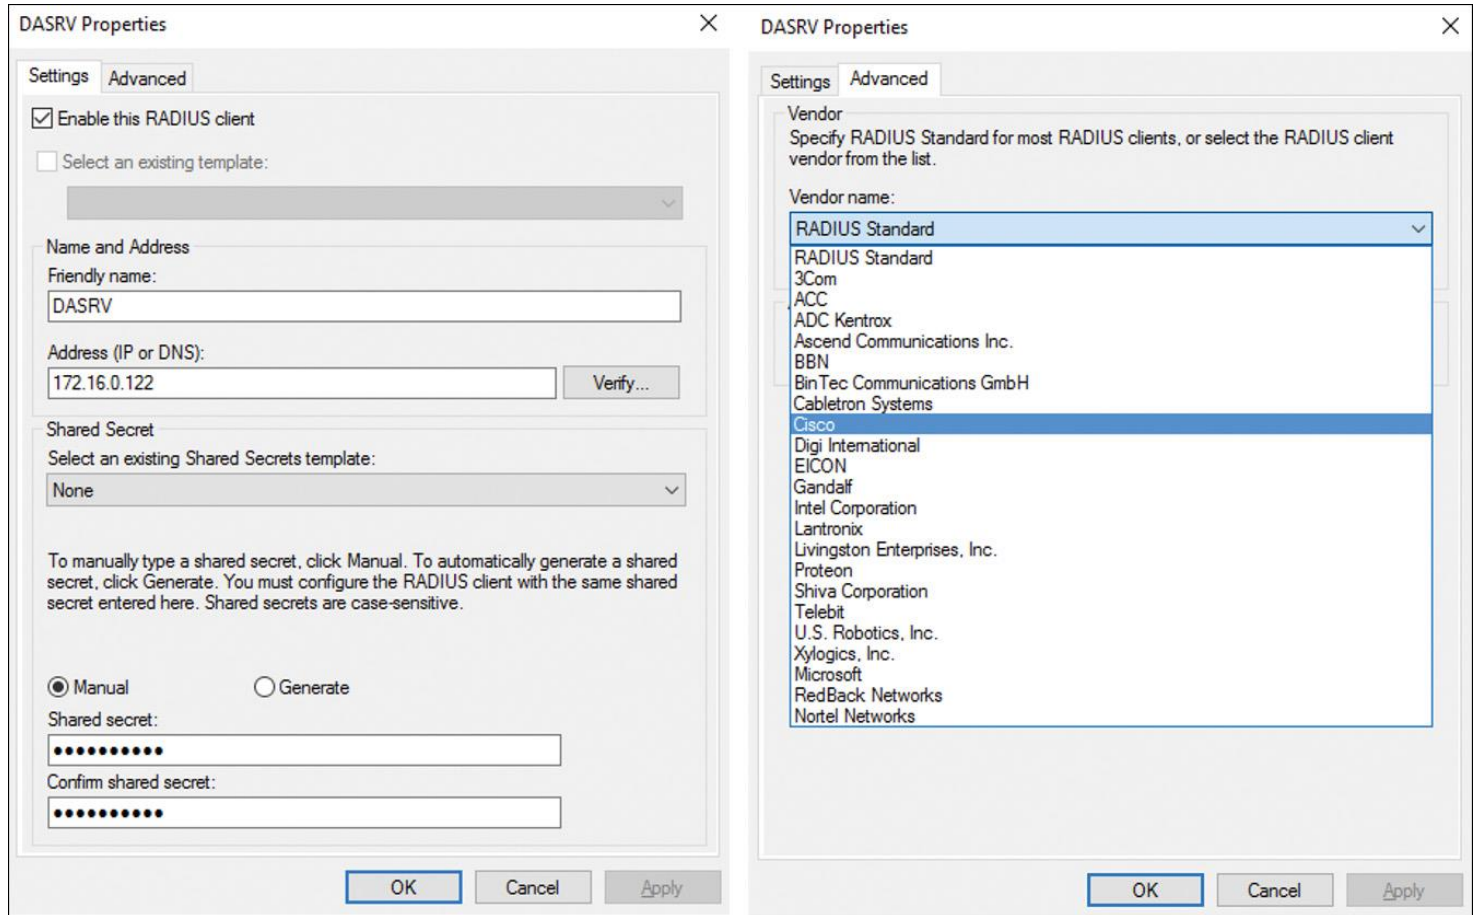 DASRV Properties
Settings
Advanced
Enable this RADIUS client
Select an existing template:
Name and Address
Friendly name:
DASRV
Address (IP or DNS):
172.16.0.122
Verify...
Shared Secret
Select an existing Shared Secrets template:
None
To manually type a shared secret, click Manual. To automatically generate a shared
secret, click Generate. You must configure the RADIUS client with the same shared
secret entered here. Shared secrets are case-sensitive.
Manual
Generate
Shared secret:
●●●●●●●●●●
Confirm shared secret:
●●●●●●●●●●
OK
Cancel
Apply
DASRV Properties
Settings
Advanced
Vendor
Specify RADIUS Standard for most RADIUS clients, or select the RADIUS client
vendor from the list.
Vendor name:
RADIUS Standard
RADIUS Standard
3Com
ACC
ADC Kentrox
Ascend Communications Inc.
BBN
BinTec Communications GmbH
Cabletron Systems
Cisco
Digi International
EICON
Gandalf
Intel Corporation
Lantronix
Livingston Enterprises, Inc.
Proteon
Shiva Corporation
Telebit
U.S. Robotics, Inc.
Xylogics, Inc.
Microsoft
RedBack Networks
Nortel Networks
OK
Cancel
Apply